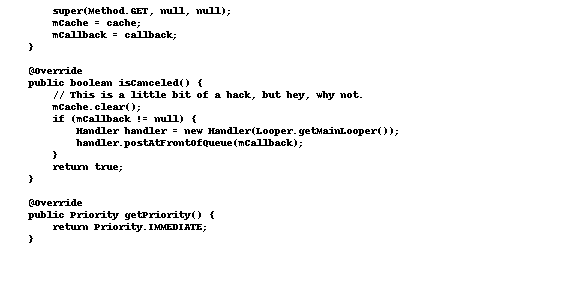 super(Method.GET, null, null);
mCache = cache;
mCallback = callback;
}
@Override
public boolean isCanceled() {
// This is a little bit of a hack, but hey, why not.
mCache.clear();
if (mCallback != null) {
Handler handler = new Handler(Looper.getMainLooper());
handler.postAtFrontOfQueue(mCallback);
}
return true;
}
@Override
public Priority getPriority() {
return Priority.IMMEDIATE;
}